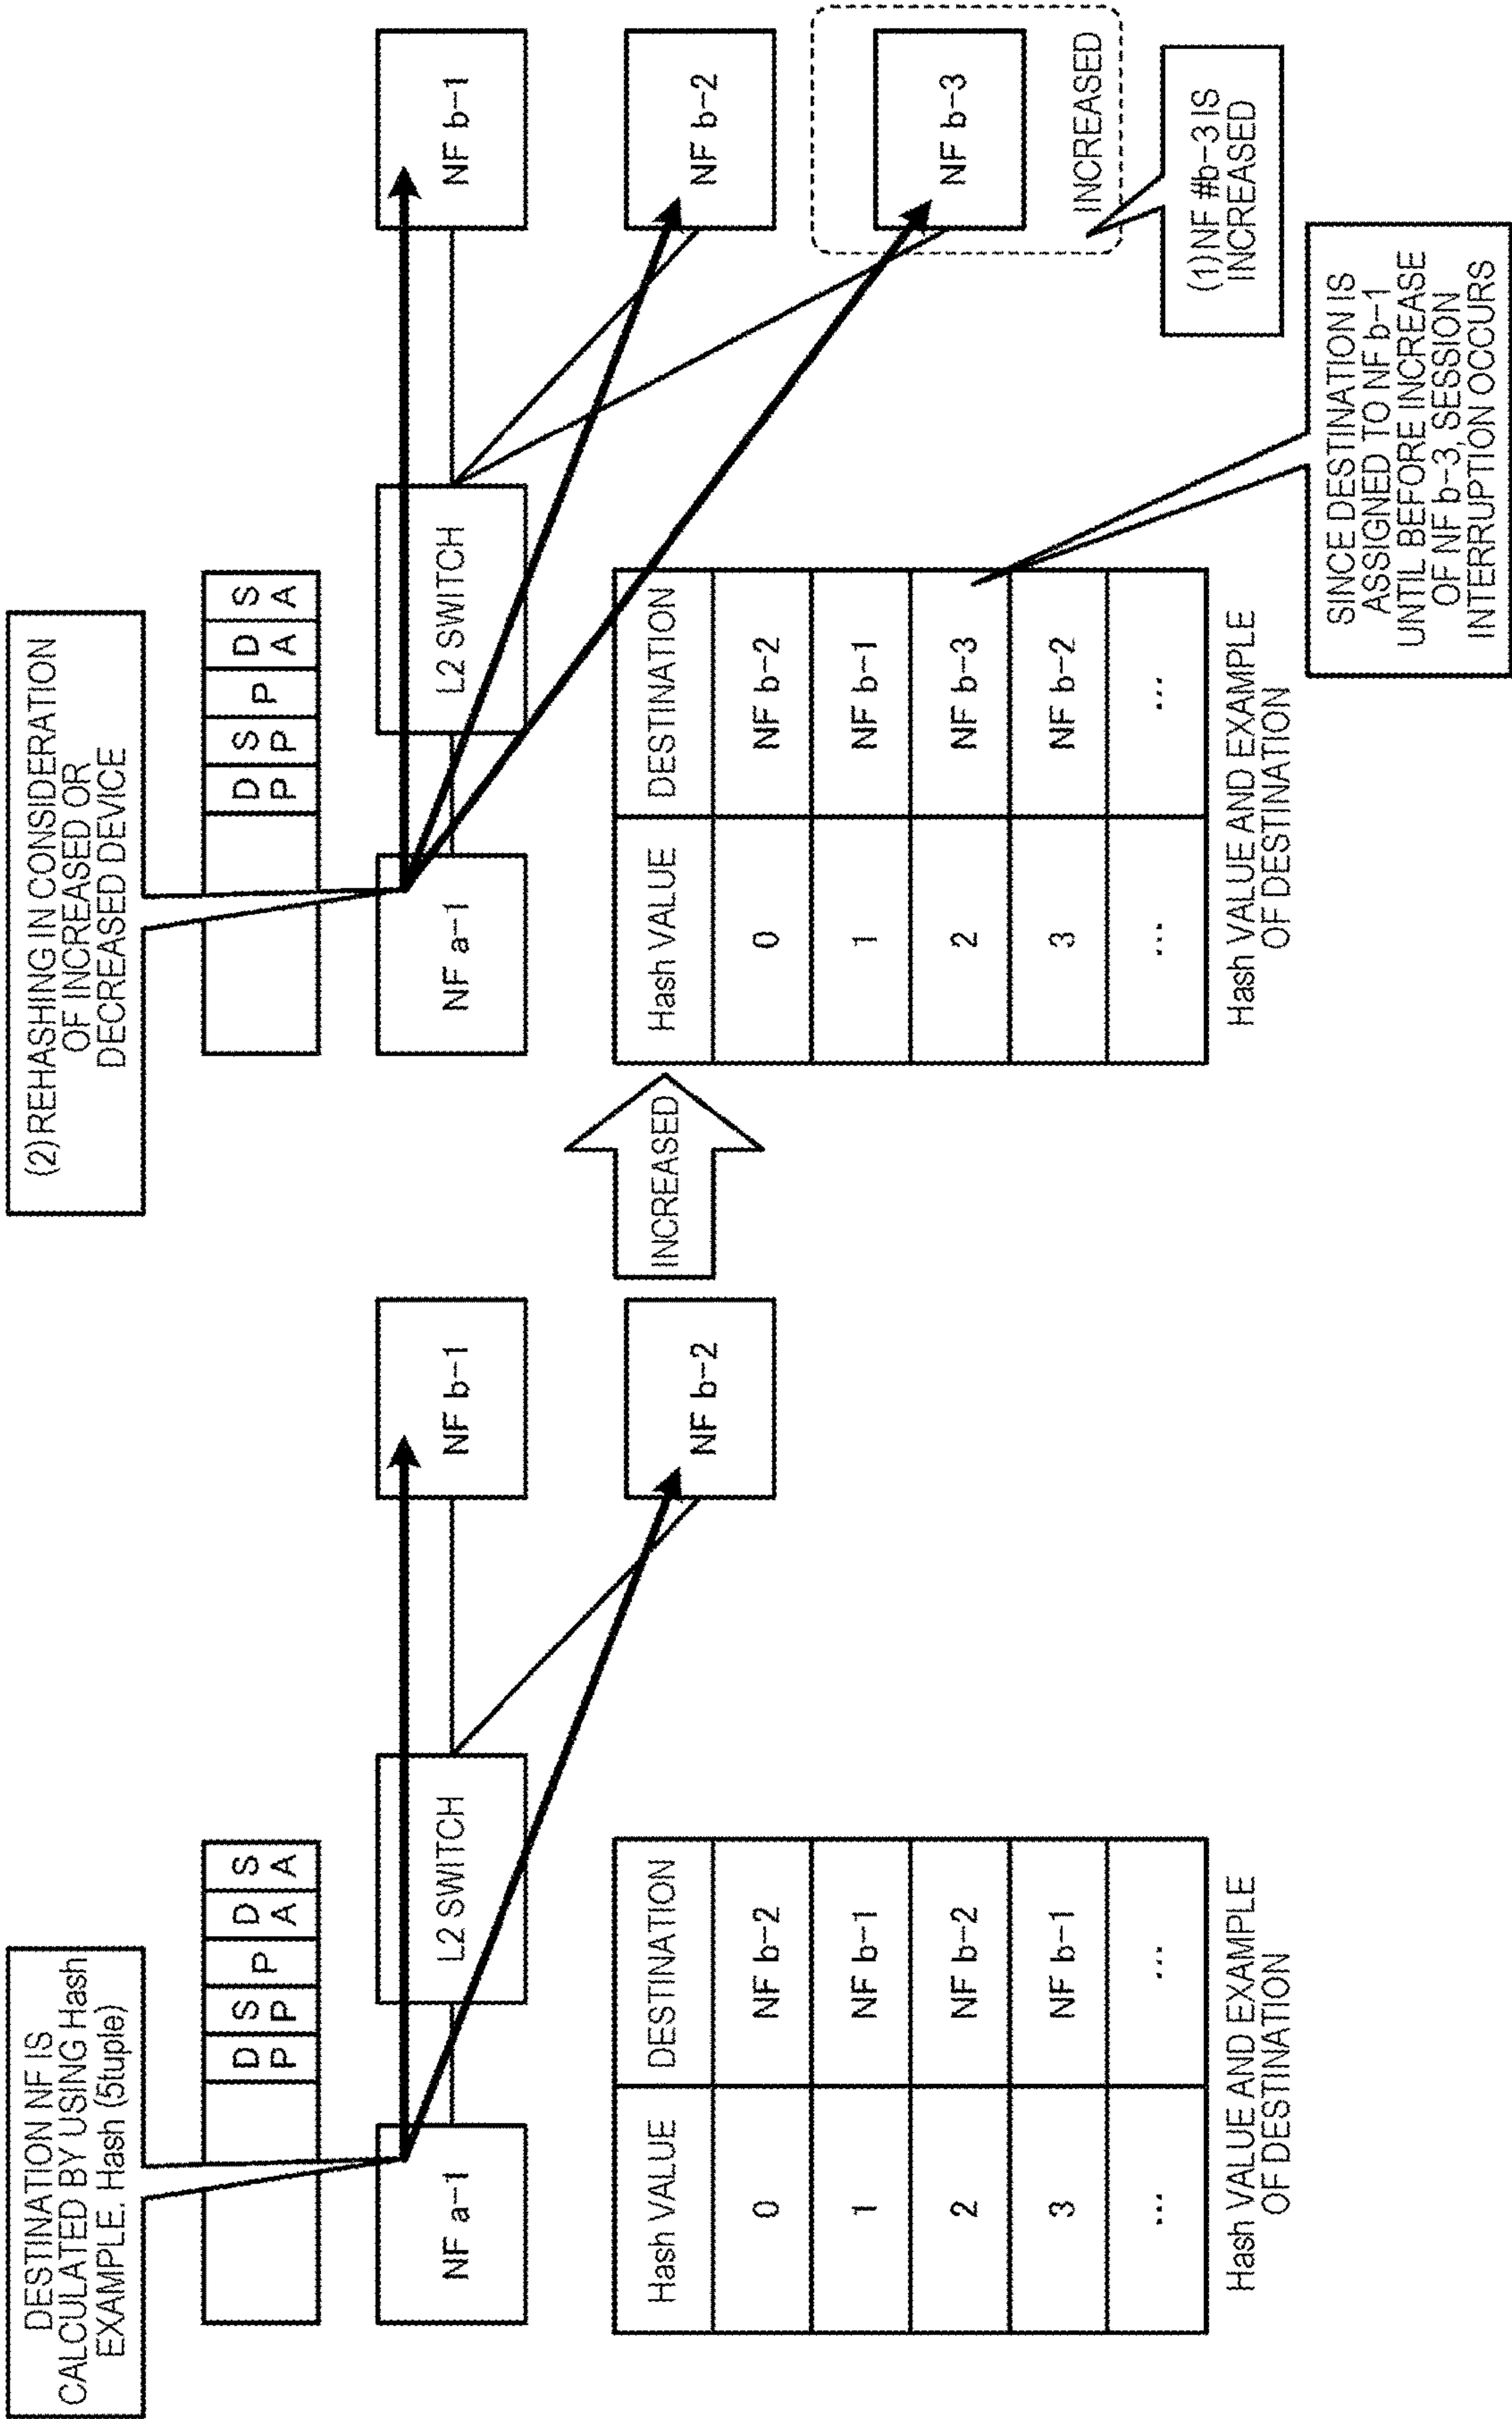 DESTINATION NF IS
CALCULATED BY USING Hash
EXAMPLE. Hash (5tuple)
D P
S P
P
D A
S A
NF a-1
L2 SWITCH
NF b-1
NF b-2
Hash VALUE DESTINATION
0 NF b-2
1 NF b-1
2 NF b-2
3 NF b-1
... ...
Hash VALUE AND EXAMPLE
OF DESTINATION
INCREASED
(2) REHASHING IN CONSIDERATION
OF INCREASED OR
DECREASED DEVICE
D P
S P
P
D A
S A
NF a-1
L2 SWITCH
NF b-1
NF b-2
NF b-3
INCREASED
(1) NF #b-3 IS
INCREASED
Hash VALUE DESTINATION
0 NF b-2
1 NF b-1
2 NF b-3
3 NF b-2
... ...
Hash VALUE AND EXAMPLE
OF DESTINATION
SINCE DESTINATION IS
ASSIGNED TO NF b-1
UNTIL BEFORE INCREASE
OF NF b-3, SESSION
INTERRUPTION OCCURS